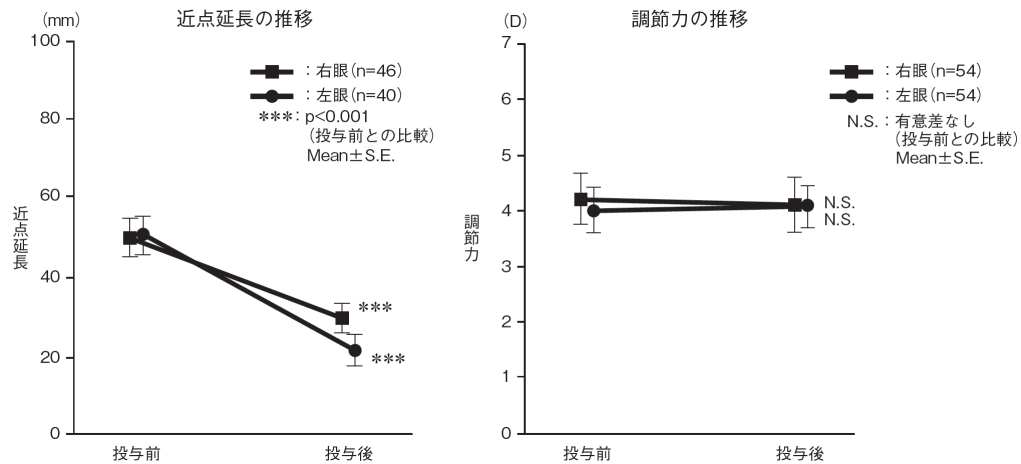 近点延長の推移
（mm）
100
80
60
40
20
0
近点延長
：右眼（n=46）
：左眼（n=40）
***：p<0.001
（投与前との比較）
Mean±S.E.
***
***
投与前
投与後
調節力の推移
（D）
7
6
5
4
3
2
1
0
調節力
：右眼（n=54）
：左眼（n=54）
N.S.：有意差なし
（投与前との比較）
Mean±S.E.
N.S.
N.S.
投与前
投与後